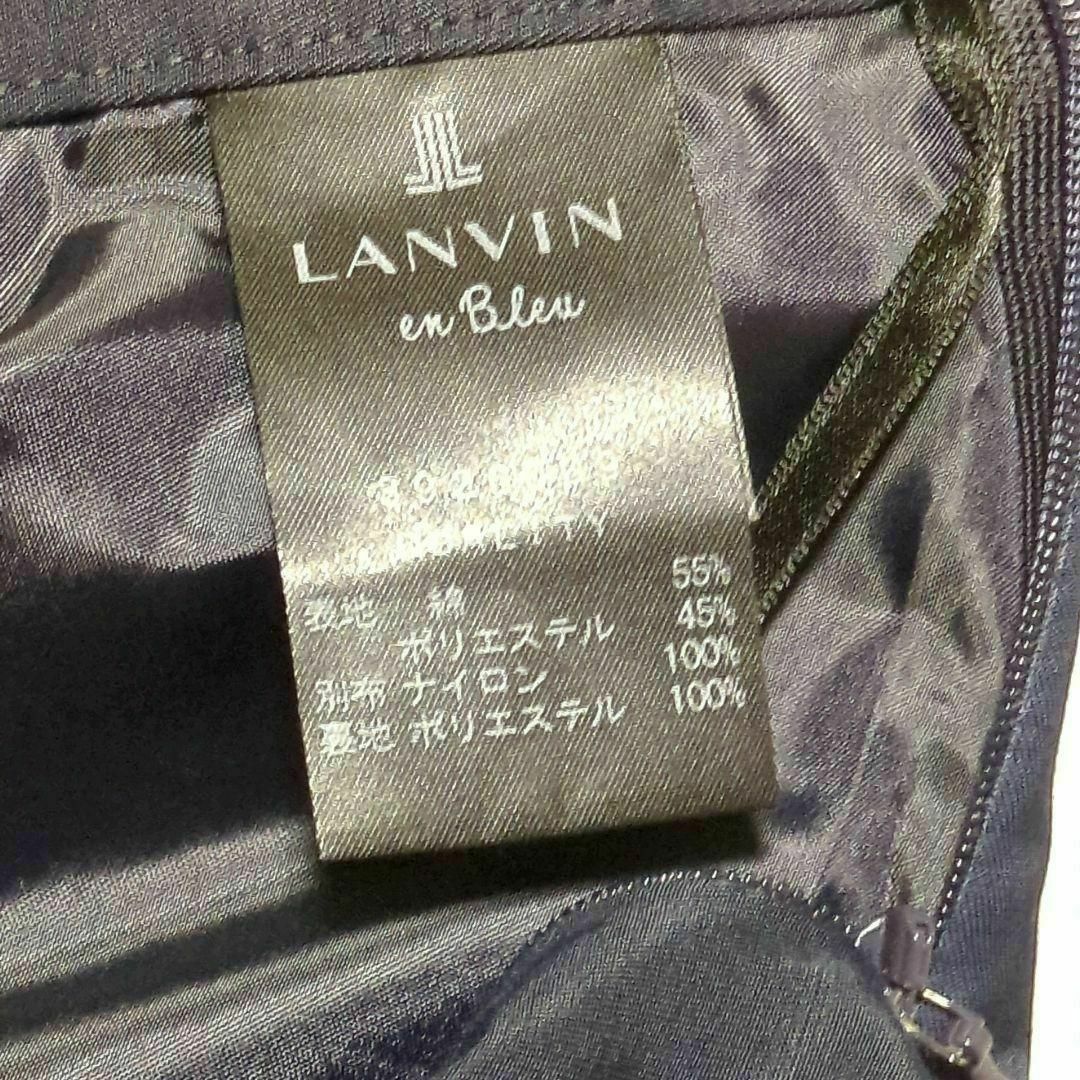 LANVIN
en Bleu
表地 綿 55%
ポリエステル 45%
別布 ナイロン 100%
裏地 ポリエステル 100%